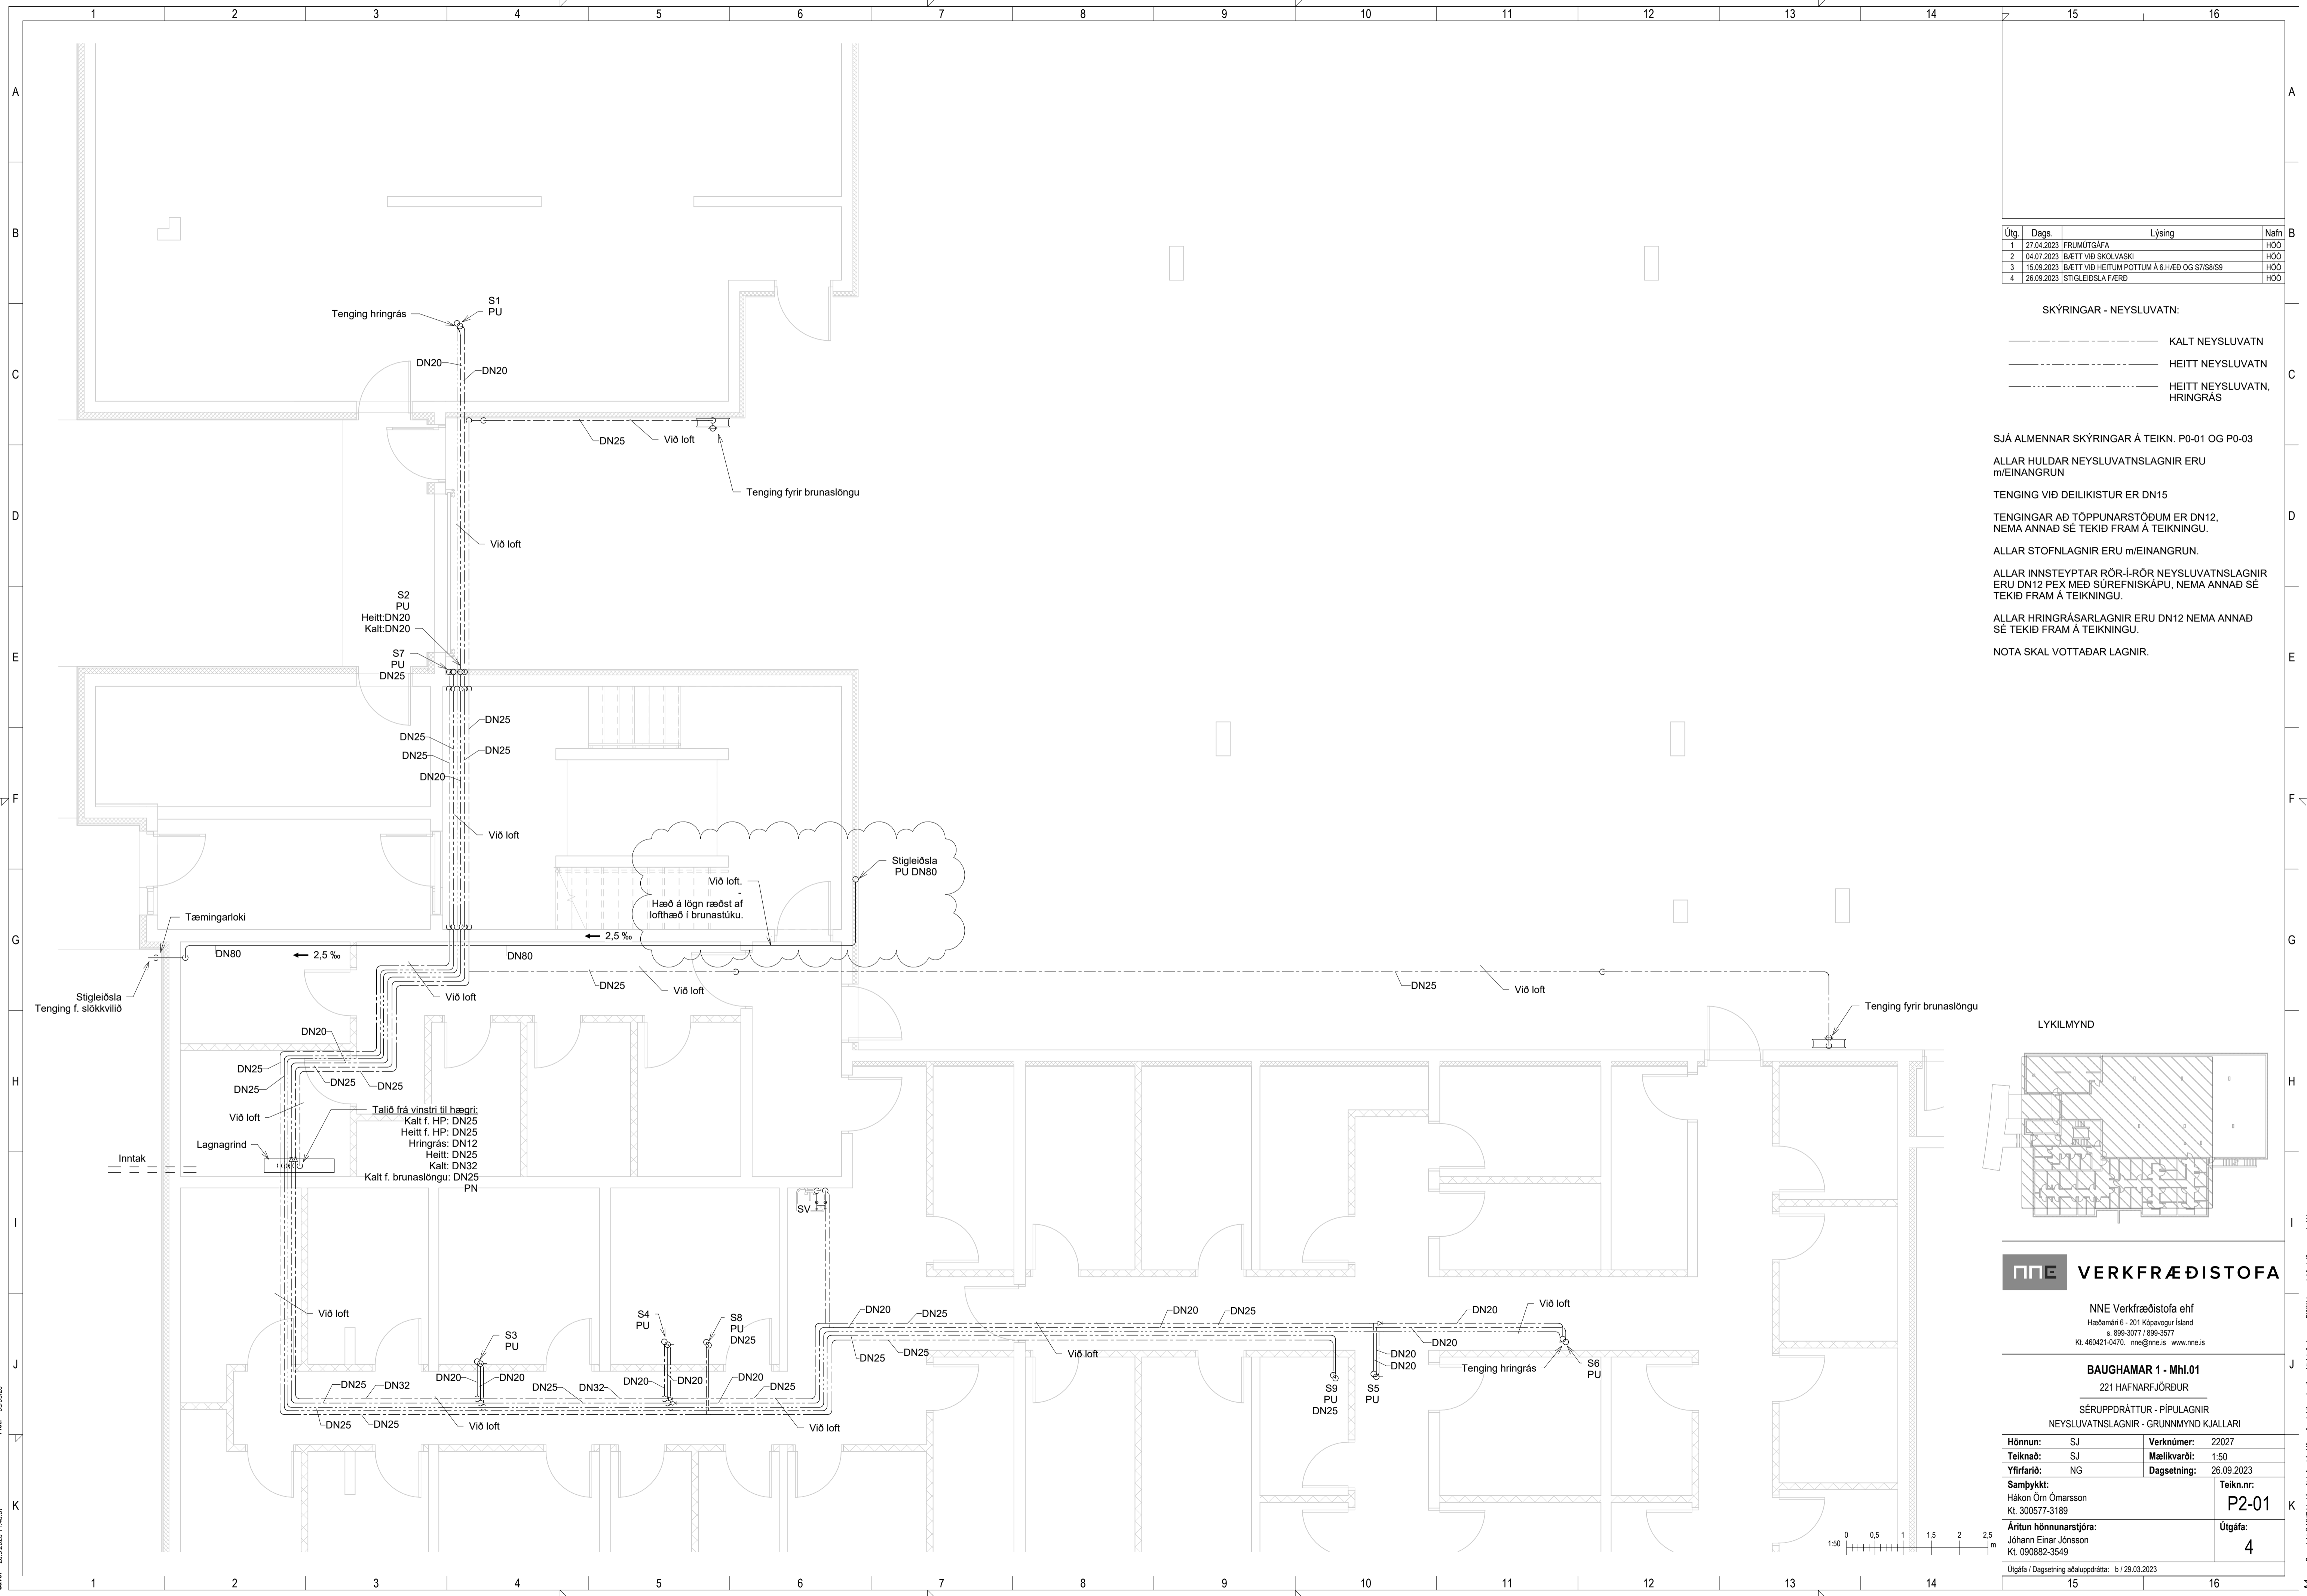 1 2 3 4 5 6 7 8 9 10 11 12 13 14 15 16
A
B
C
D
E
F
G
H
I
J
K
S1
PU
Tenging hringrás
DN20
DN20
DN25
Við loft
Tenging fyrir brunaslöngu
Við loft
S2
PU
Heitt:DN20
Kalt:DN20
S7
PU
DN25
DN25
DN25
DN25
DN25
DN20
Við loft
Stigleiðsla
PU DN80
Við loft.
-
Hæð á lögn ræðst af
lofthæð í brunastúku.
Tæmingarloki
2,5 ‰
DN80
2,5 ‰
DN80
Stigleiðsla
Tenging f. slökkvilið
Við loft
DN25
Við loft
DN25
Við loft
Tenging fyrir brunaslöngu
DN20
DN25
DN25
DN25
DN25
Við loft
Talið frá vinstri til hægri:
Kalt f. HP: DN25
Heitt f. HP: DN25
Hringrás: DN12
Heitt: DN25
Kalt: DN32
Kalt f. brunaslöngu: DN25
PN
Lagnagrind
Inntak
SV
Við loft
S3
PU
S4
PU
S8
PU
DN25
DN20
DN20
DN20
DN20
DN25
DN32
DN25
DN32
DN20
DN25
DN25
DN25
Við loft
Við loft
DN20
DN25
DN20
DN25
DN20
Við loft
DN25
DN25
Við loft
DN20
DN20
DN20
Tenging hringrás
S6
PU
S9
PU
DN25
S5
PU
Útg. Dags. Lýsing Nafn
1 27.04.2023 FRUMÚTGÁFA HÖÓ
2 04.07.2023 BÆTT VIÐ SKOLVASKI HÖÓ
3 15.09.2023 BÆTT VIÐ HEITUM POTTUM Á 6.HÆÐ OG S7/S8/S9 HÖÓ
4 26.09.2023 STIGLEIÐSLA FÆRÐ HÖÓ
SKÝRINGAR - NEYSLUVATN:
KALT NEYSLUVATN
HEITT NEYSLUVATN
HEITT NEYSLUVATN,
HRINGRÁS
SJÁ ALMENNAR SKÝRINGAR Á TEIKN. P0-01 OG P0-03
ALLAR HULDAR NEYSLUVATNSLAGNIR ERU
m/EINANGRUN
TENGING VIÐ DEILIKISTUR ER DN15
TENGINGAR AÐ TÖPPUNARSTÖÐUM ER DN12,
NEMA ANNAÐ SÉ TEKIÐ FRAM Á TEIKNINGU.
ALLAR STOFNLAGNIR ERU m/EINANGRUN.
ALLAR INNSTEYPTAR RÖR-Í-RÖR NEYSLUVATNSLAGNIR
ERU DN12 PEX MEÐ SÚREFNISKÁPU, NEMA ANNAÐ SÉ
TEKIÐ FRAM Á TEIKNINGU.
ALLAR HRINGRÁSARLAGNIR ERU DN12 NEMA ANNAÐ
SÉ TEKIÐ FRAM Á TEIKNINGU.
NOTA SKAL VOTTAÐAR LAGNIR.
LYKILMYND
nnE VERKFRÆÐISTOFA
NNE Verkfræðistofa ehf
Hæðasmári 6 - 201 Kópavogur Ísland
s. 899-3077 / 899-3577
Kt. 460421-0470. nne@nne.is www.nne.is
BAUGHAMAR 1 - Mhl.01
221 HAFNARFJÖRÐUR
SÉRUPPDRÁTTUR - PÍPULAGNIR
NEYSLUVATNSLAGNIR - GRUNNMYND KJALLARI
Hönnun: SJ Verknúmer: 22027
Teiknað: SJ Mælikvarði: 1:50
Yfirfarið: NG Dagsetning: 26.09.2023
Samþykkt: Teikn.nr:
Hákon Örn Ómarsson
Kt. 300577-3189
P2-01
Áritun hönnunarstjóra: Útgáfa:
Jóhann Einar Jónsson
Kt. 090882-3549
4
Útgáfa / Dagsetning aðaluppdrátta: b / 29.03.2023
1:50 0 0,5 1 1,5 2 2,5 m
1 2 3 4 5 6 7 8 9 10 11 12 13 14 15 16